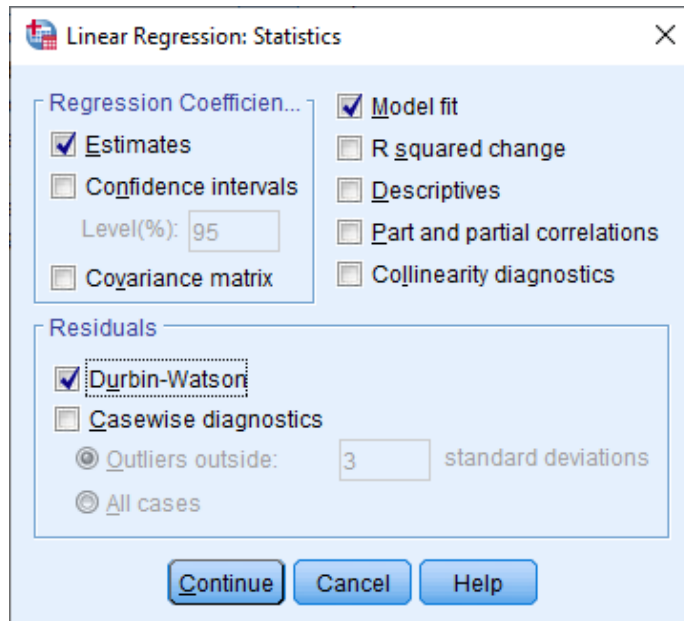 Linear Regression: Statistics
Regression Coefficien...
Estimates
Confidence intervals
Level(%): 95
Covariance matrix
Model fit
R squared change
Descriptives
Part and partial correlations
Collinearity diagnostics
Residuals
Durbin-Watson
Casewise diagnostics
Outliers outside: 3 standard deviations
All cases
Continue Cancel Help